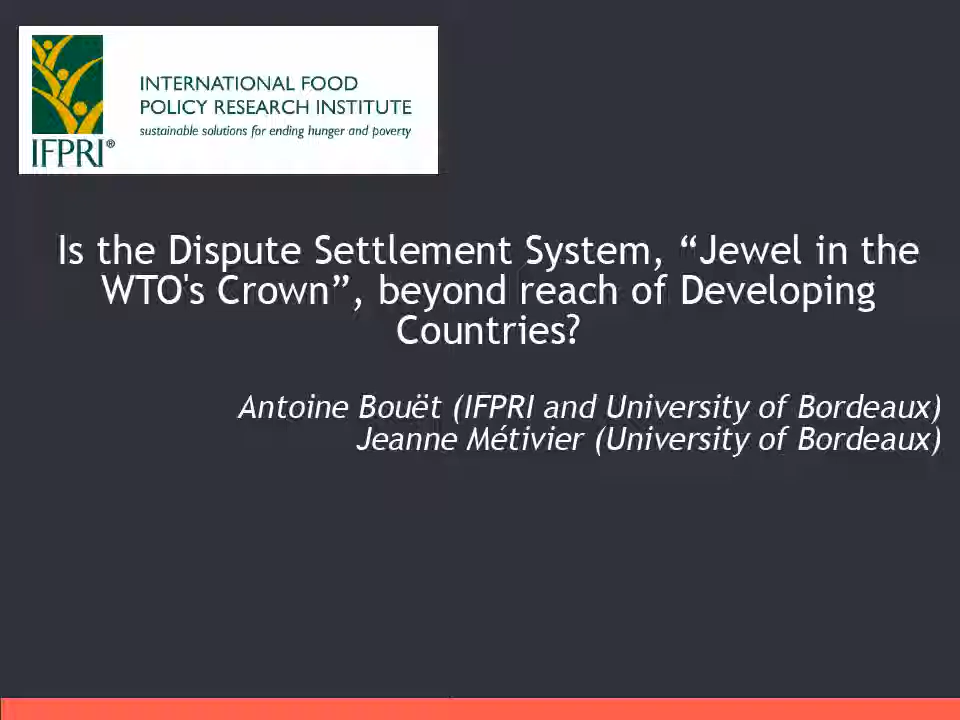 INTERNATIONAL FOOD
POLICY RESEARCH INSTITUTE
sustainable solutions for ending hunger and poverty
IFPRI®
Is the Dispute Settlement System, “Jewel in the
WTO's Crown”, beyond reach of Developing
Countries?
Antoine Bouët (IFPRI and University of Bordeaux)
Jeanne Métivier (University of Bordeaux)